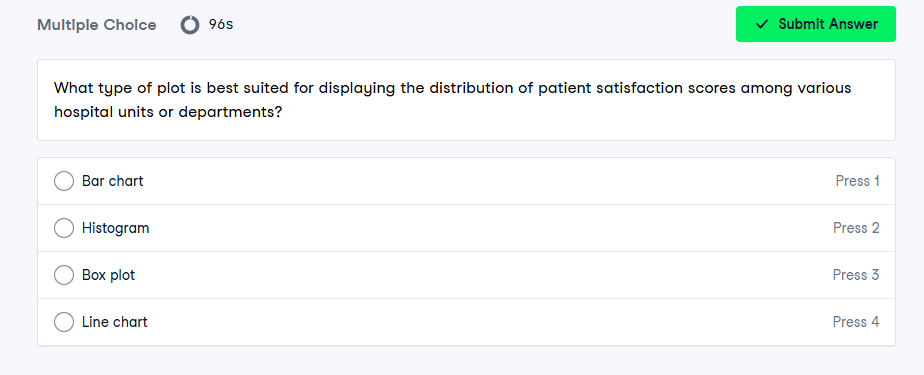 Multiple Choice 96s Submit Answer
What type of plot is best suited for displaying the distribution of patient satisfaction scores among various
hospital units or departments?
Bar chart Press 1
Histogram Press 2
Box plot Press 3
Line chart Press 4